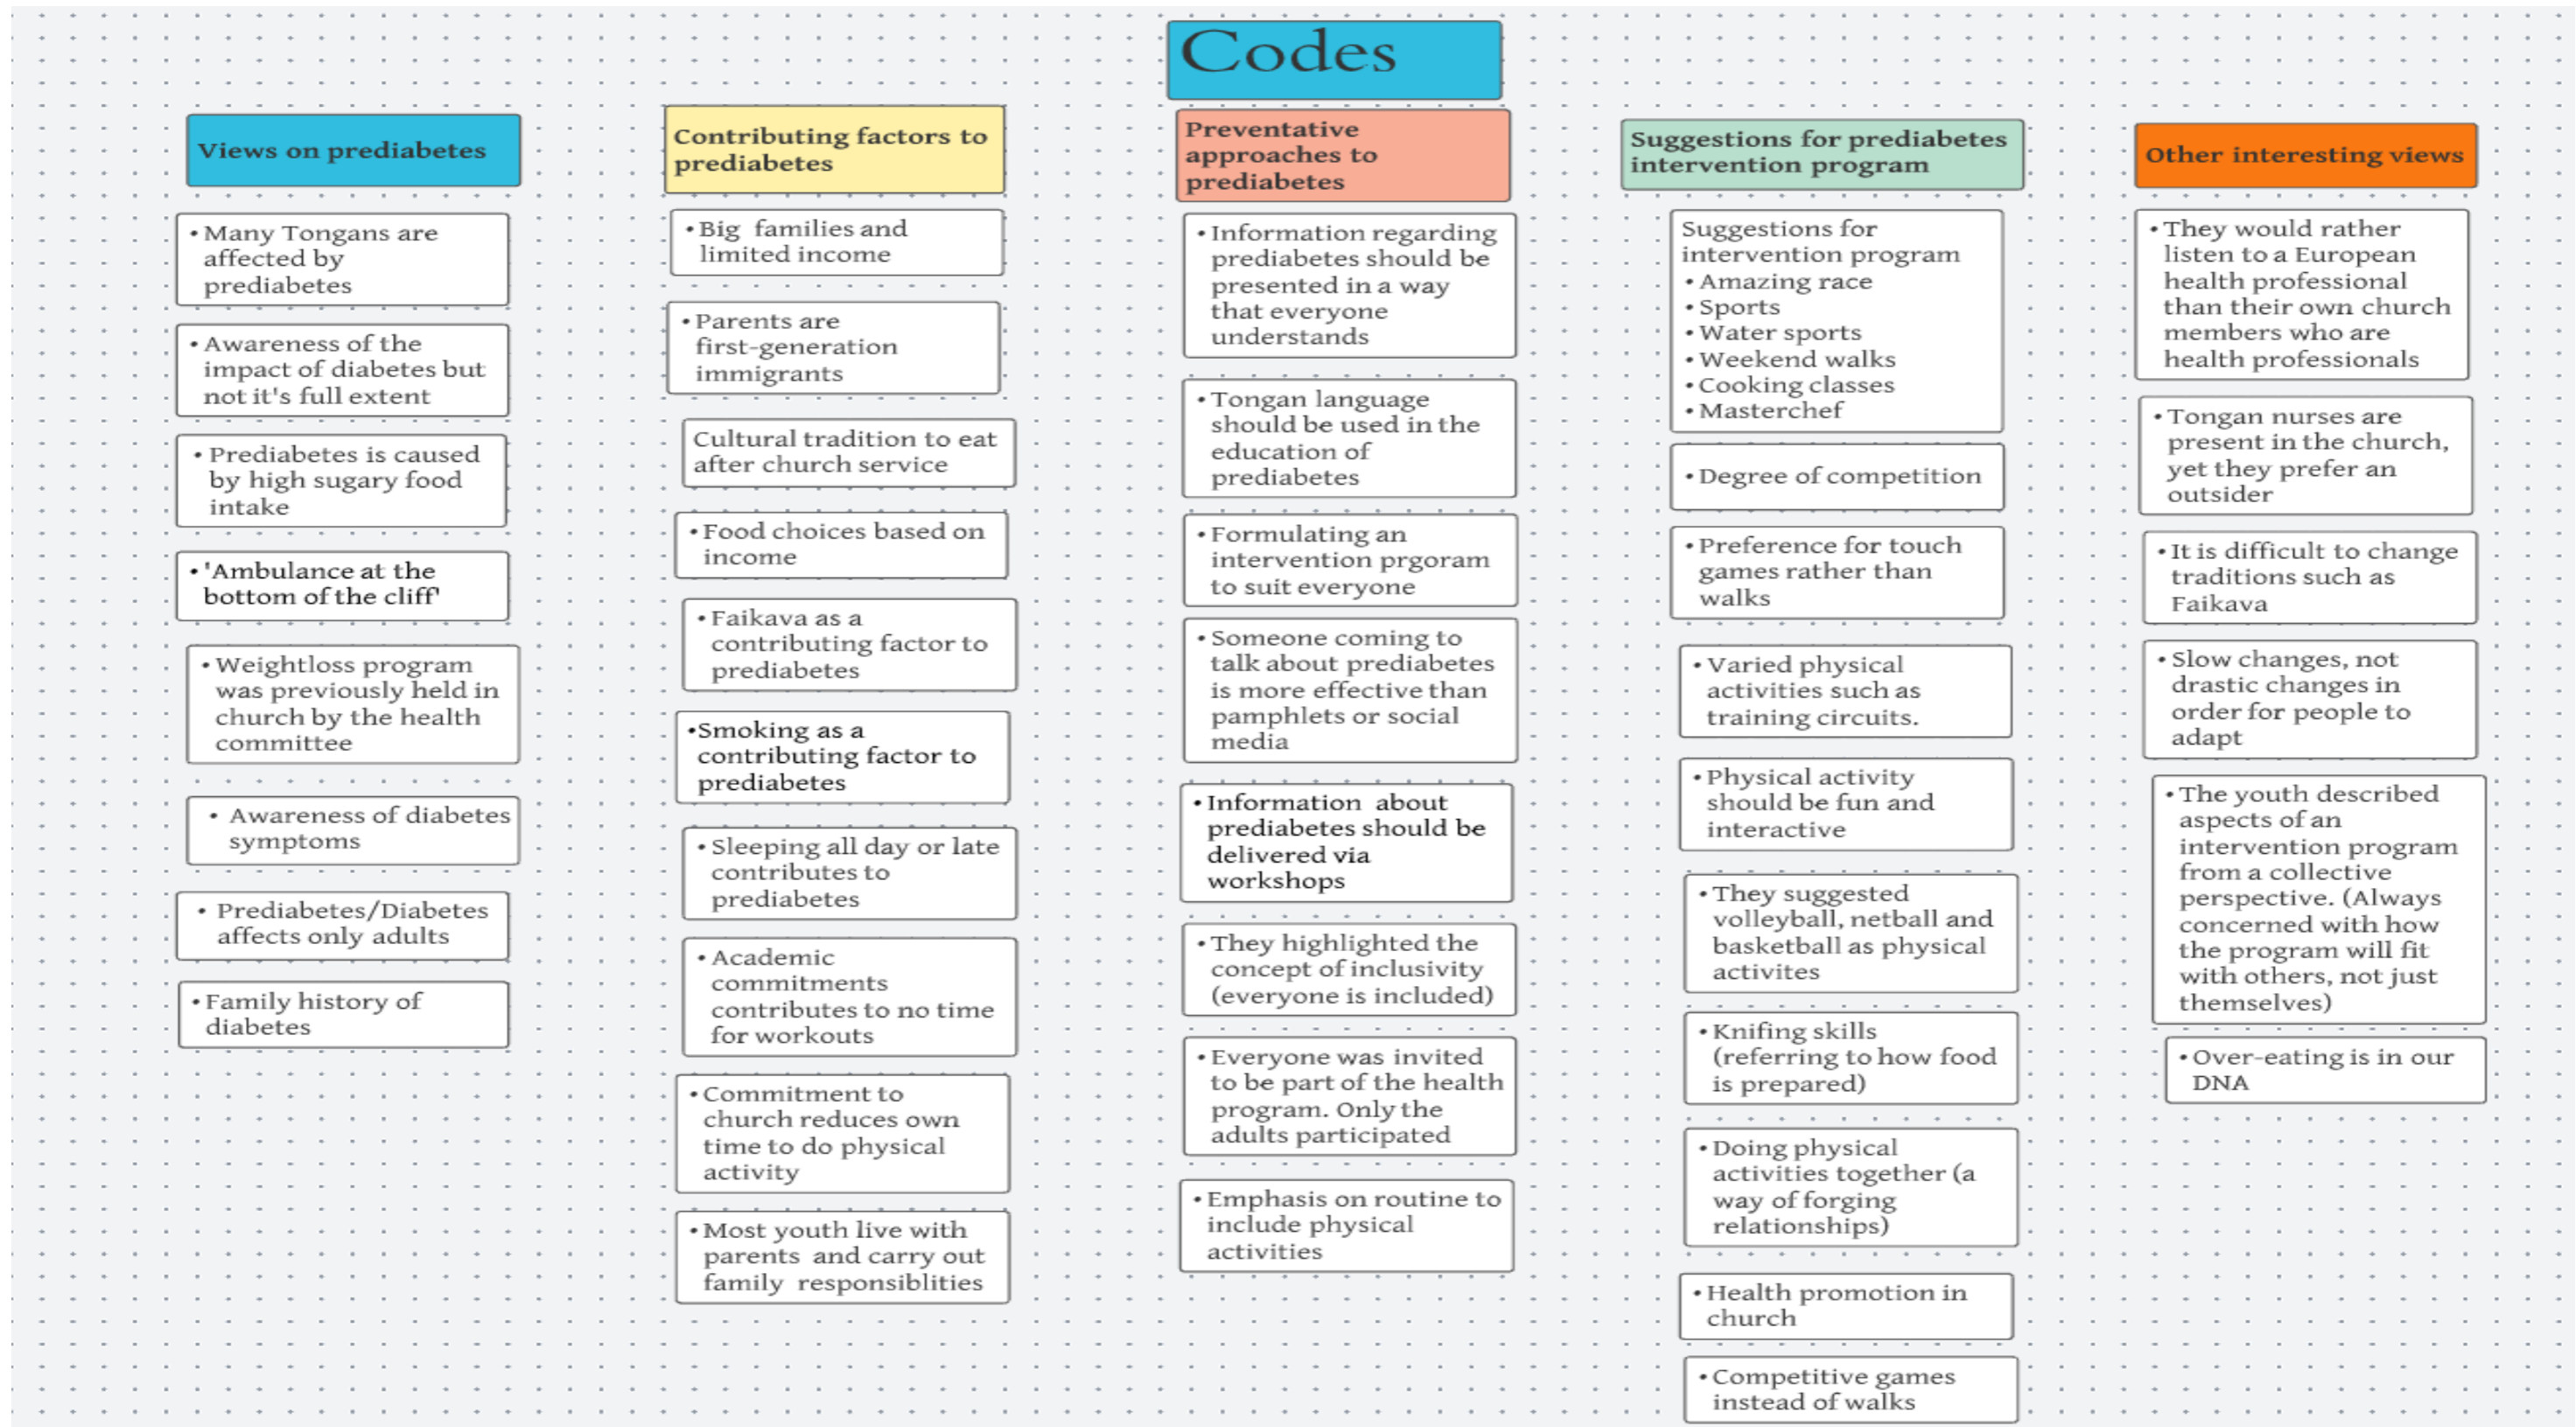 Codes
Views on prediabetes
• Many Tongans are
affected by
prediabetes
• Awareness of the
impact of diabetes but
not it's full extent
• Prediabetes is caused
by high sugary food
intake
• 'Ambulance at the
bottom of the cliff'
• Weightloss program
was previously held in
church by the health
committee
• Awareness of diabetes
symptoms
• Prediabetes/Diabetes
affects only adults
• Family history of
diabetes
Contributing factors to
prediabetes
• Big families and
limited income
• Parents are
first-generation
immigrants
Cultural tradition to eat
after church service
• Food choices based on
income
• Faikava as a
contributing factor to
prediabetes
•Smoking as a
contributing factor to
prediabetes
• Sleeping all day or late
contributes to
prediabetes
• Academic
commitments
contributes to no time
for workouts
• Commitment to
church reduces own
time to do physical
activity
• Most youth live with
parents and carry out
family responsiblities
Preventative
approaches to
prediabetes
• Information regarding
prediabetes should be
presented in a way
that everyone
understands
• Tongan language
should be used in the
education of
prediabetes
• Formulating an
intervention prgoram
to suit everyone
• Someone coming to
talk about prediabetes
is more effective than
pamphlets or social
media
• Information about
prediabetes should be
delivered via
workshops
• They highlighted the
concept of inclusivity
(everyone is included)
• Everyone was invited
to be part of the health
program. Only the
adults participated
• Emphasis on routine to
include physical
activities
Suggestions for prediabetes
intervention program
Suggestions for
intervention program
• Amazing race
• Sports
• Water sports
• Weekend walks
• Cooking classes
• Masterchef
• Degree of competition
• Preference for touch
games rather than
walks
• Varied physical
activities such as
training circuits.
• Physical activity
should be fun and
interactive
• They suggested
volleyball, netball and
basketball as physical
activites
• Knifing skills
(referring to how food
is prepared)
• Doing physical
activities together (a
way of forging
relationships)
• Health promotion in
church
• Competitive games
instead of walks
Other interesting views
• They would rather
listen to a European
health professional
than their own church
members who are
health professionals
• Tongan nurses are
present in the church,
yet they prefer an
outsider
• It is difficult to change
traditions such as
Faikava
• Slow changes, not
drastic changes in
order for people to
adapt
• The youth described
aspects of an
intervention program
from a collective
perspective. (Always
concerned with how
the program will fit
with others, not just
themselves)
• Over-eating is in our
DNA